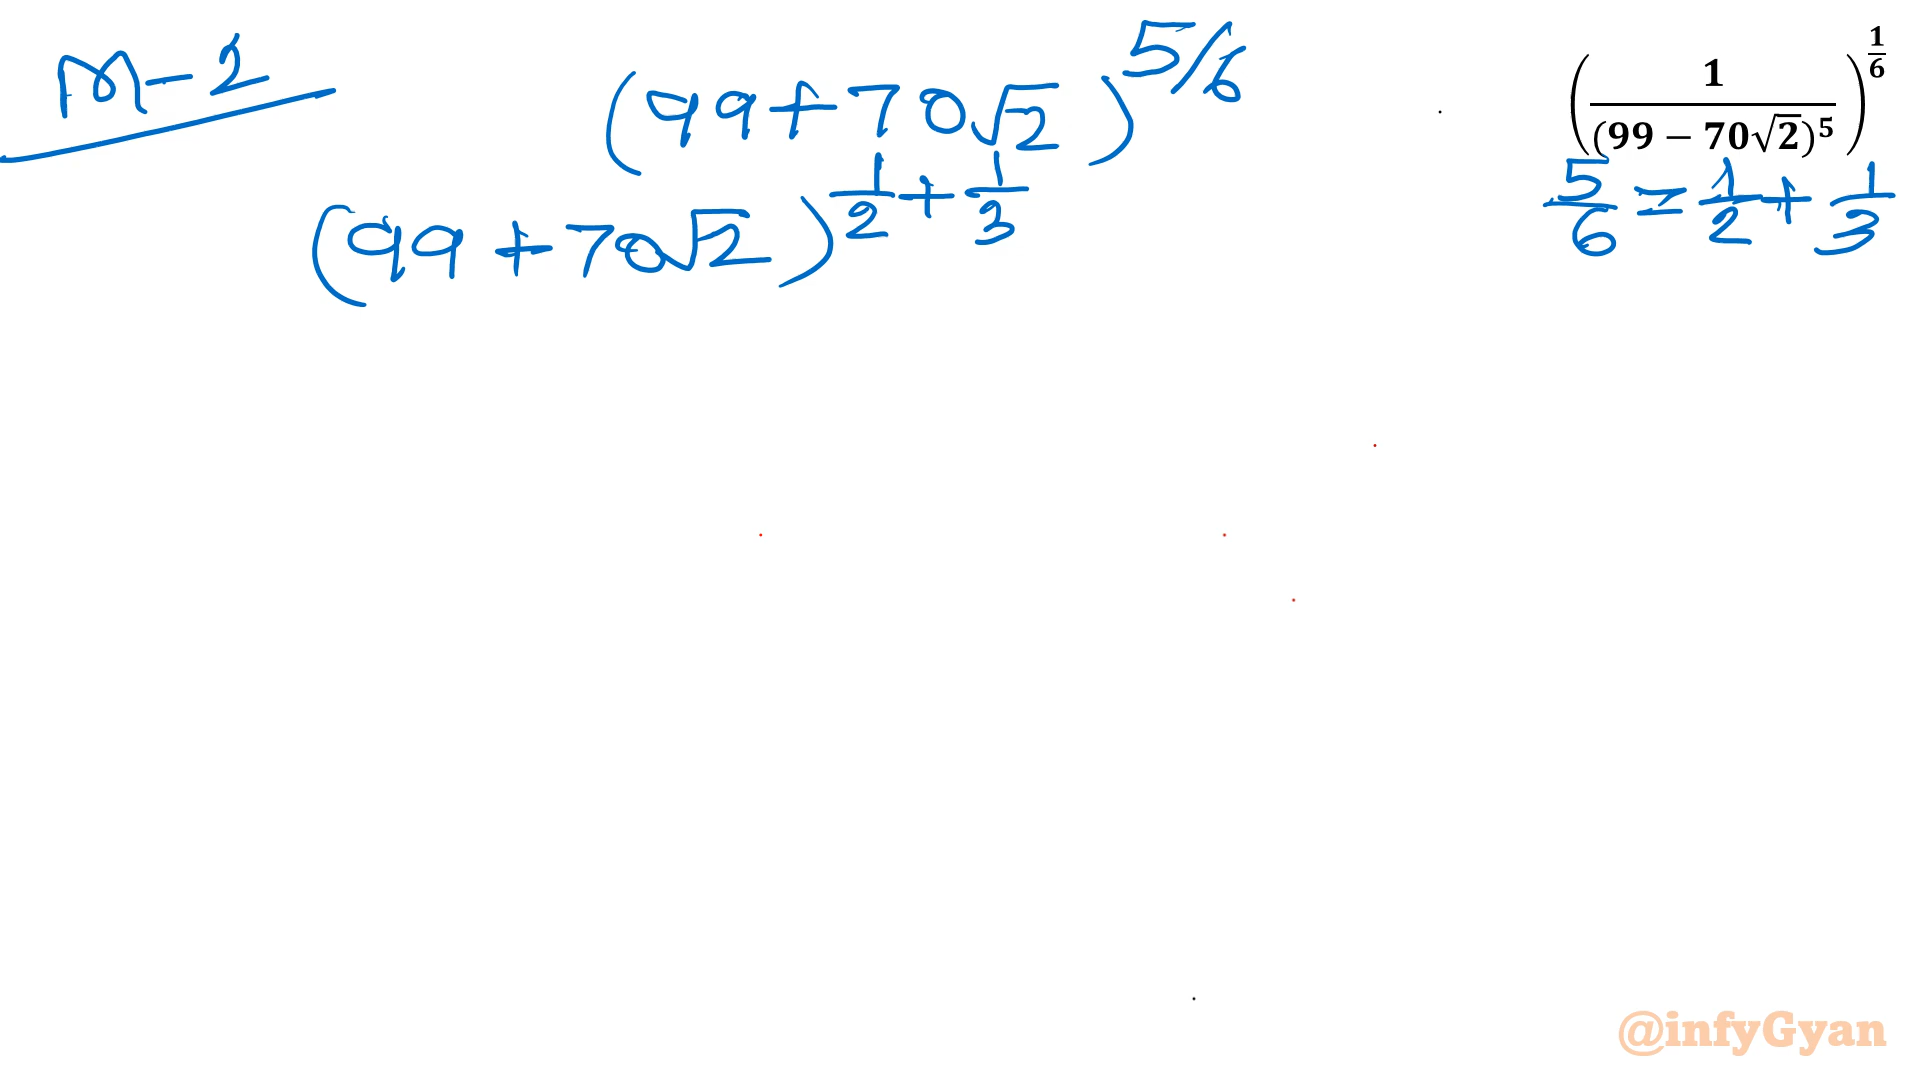 M-2
(99+70√2)^5/6
(1/(99 − 70√2)^5)^1/6
5/6 = 1/2 + 1/3
(99+70√2)^1/2+1/3
@infyGyan